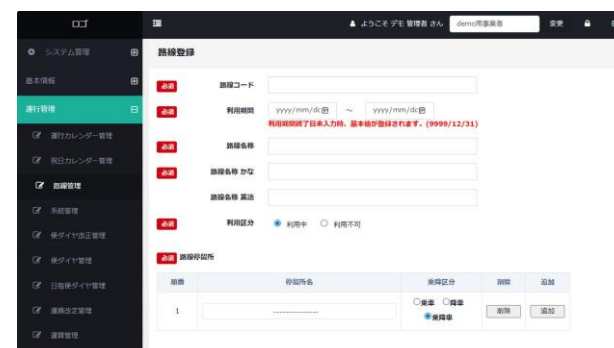 ようこそ デモ 管理者 さん
demo用事業者
変更
システム管理
基本情報
運行管理
運行カレンダー管理
祝日カレンダー管理
路線管理
系統管理
便ダイヤ改正管理
便ダイヤ管理
日毎便ダイヤ管理
運賃改定管理
運賃管理
路線登録
必須 路線コード
必須 利用期間 yyyy/mm/dc ～ yyyy/mm/dc
利用期間終了日未入力時、基本値が登録されます。(9999/12/31)
必須 路線名称
必須 路線名称 かな
路線名称 英語
必須 利用区分 利用中 利用不可
必須 路線停留所
順番 停留所名 乗降区分 削除 追加
1 --------------- 乗車 降車 削除 追加
乗降車